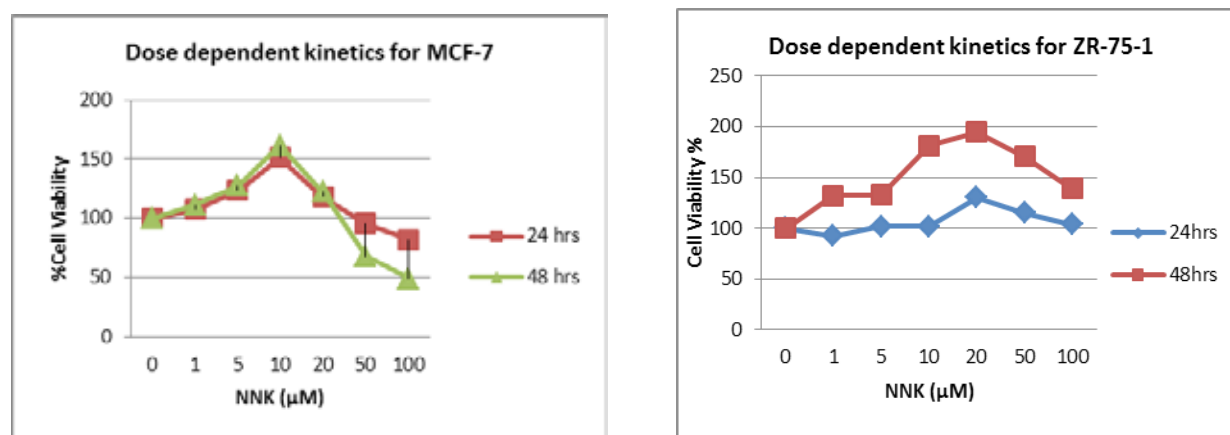 Dose dependent kinetics for MCF-7
200
150
100
50
0
%Cell Viability
0 1 5 10 20 50 100
NNK (µM)
24 hrs
48 hrs
Dose dependent kinetics for ZR-75-1
250
200
150
100
50
0
Cell Viability %
0 1 5 10 20 50 100
NNK (µM)
24hrs
48hrs